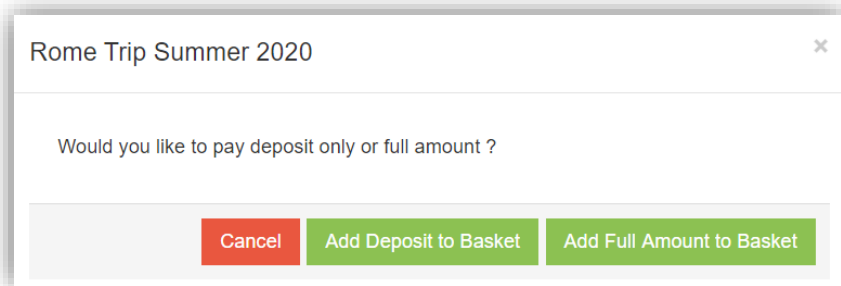 Rome Trip Summer 2020 ×
Would you like to pay deposit only or full amount ?
Cancel Add Deposit to Basket Add Full Amount to Basket